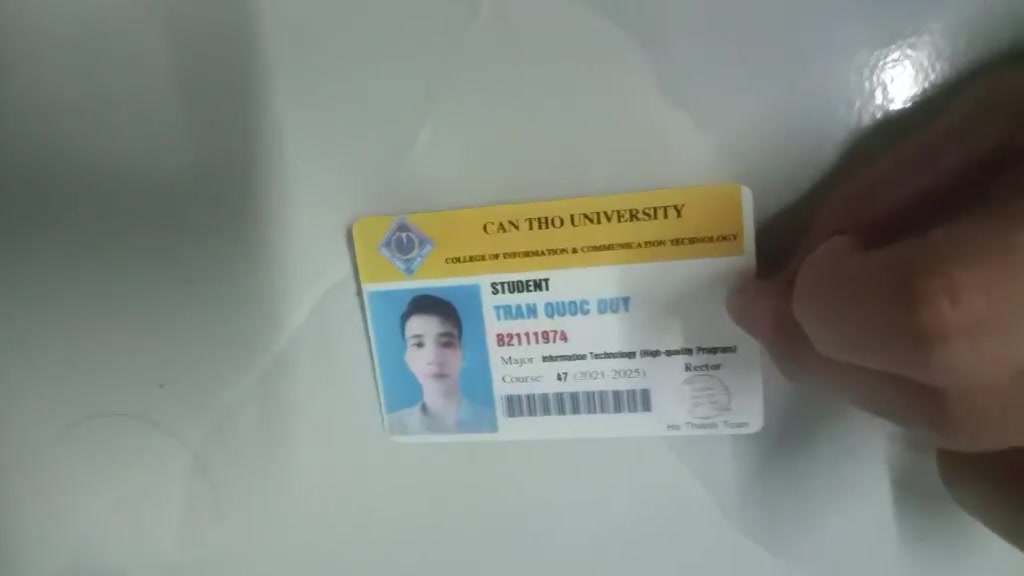 CAN THO UNIVERSITY
COLLEGE OF INFORMATION & COMMUNICATION TECHNOLOGY
STUDENT
TRAN QUOC DUY
B2111974
Major: Information Technology (High-quality Program)
Course: 47 (2021-2025)
Rector
Ha Thanh Toan